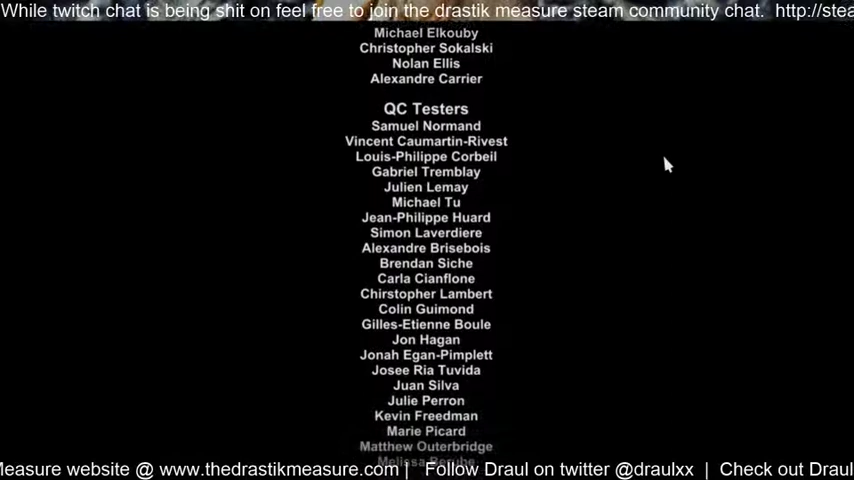 While twitch chat is being shit on feel free to join the drastik measure steam community chat.  http://stea
Michael Elkouby
Christopher Sokalski
Nolan Ellis
Alexandre Carrier
QC Testers
Samuel Normand
Vincent Caumartin-Rivest
Louis-Philippe Corbeil
Gabriel Tremblay
Julien Lemay
Michael Tu
Jean-Philippe Huard
Simon Laverdiere
Alexandre Brisebois
Brendan Siche
Carla Cianflone
Chirstopher Lambert
Colin Guimond
Gilles-Etienne Boule
Jon Hagan
Jonah Egan-Pimplett
Josee Ria Tuvida
Juan Silva
Julie Perron
Kevin Freedman
Marie Picard
Matthew Outerbridge
Melissa Berube
Measure website @ www.thedrastikmeasure.com |   Follow Draul on twitter @draulxx  |  Check out Draul